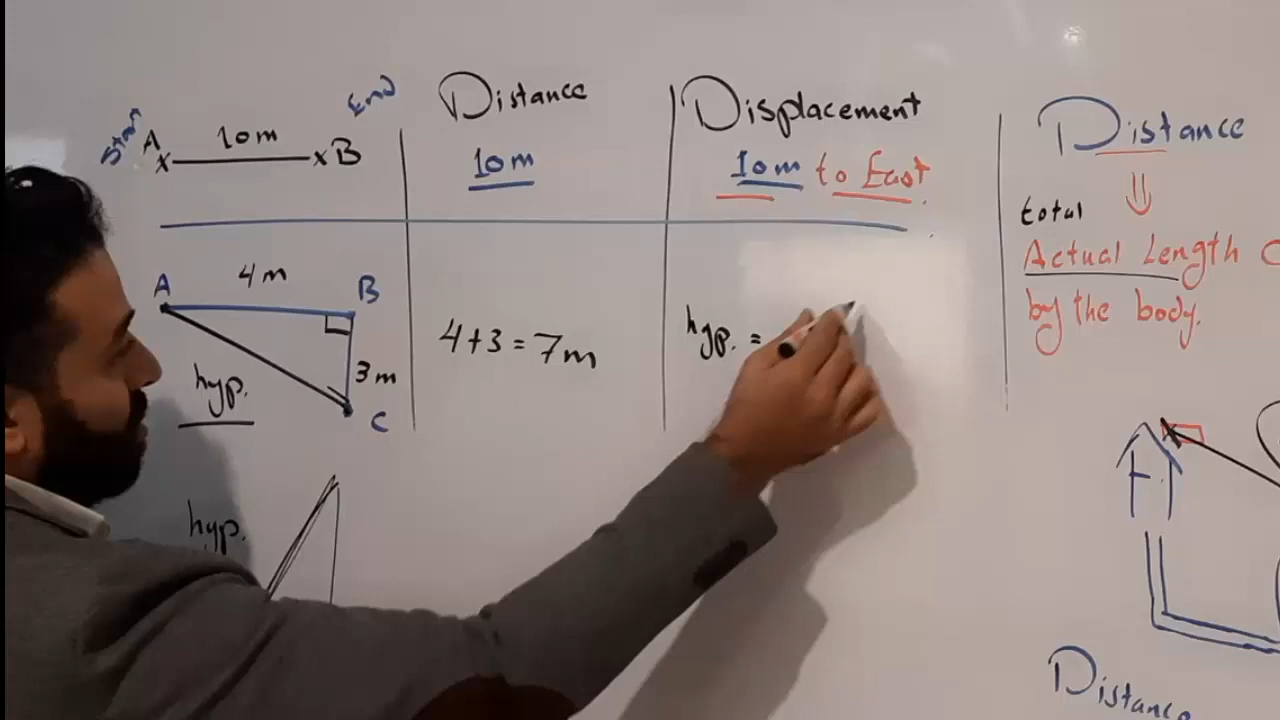 Start
A
10m
B
End
Distance
Displacement
Distance
10m
10m to East.
total
Actual Length
by the body.
A
4m
B
3m
C
hyp.
4+3=7m
hyp. =
hyp.
Distance